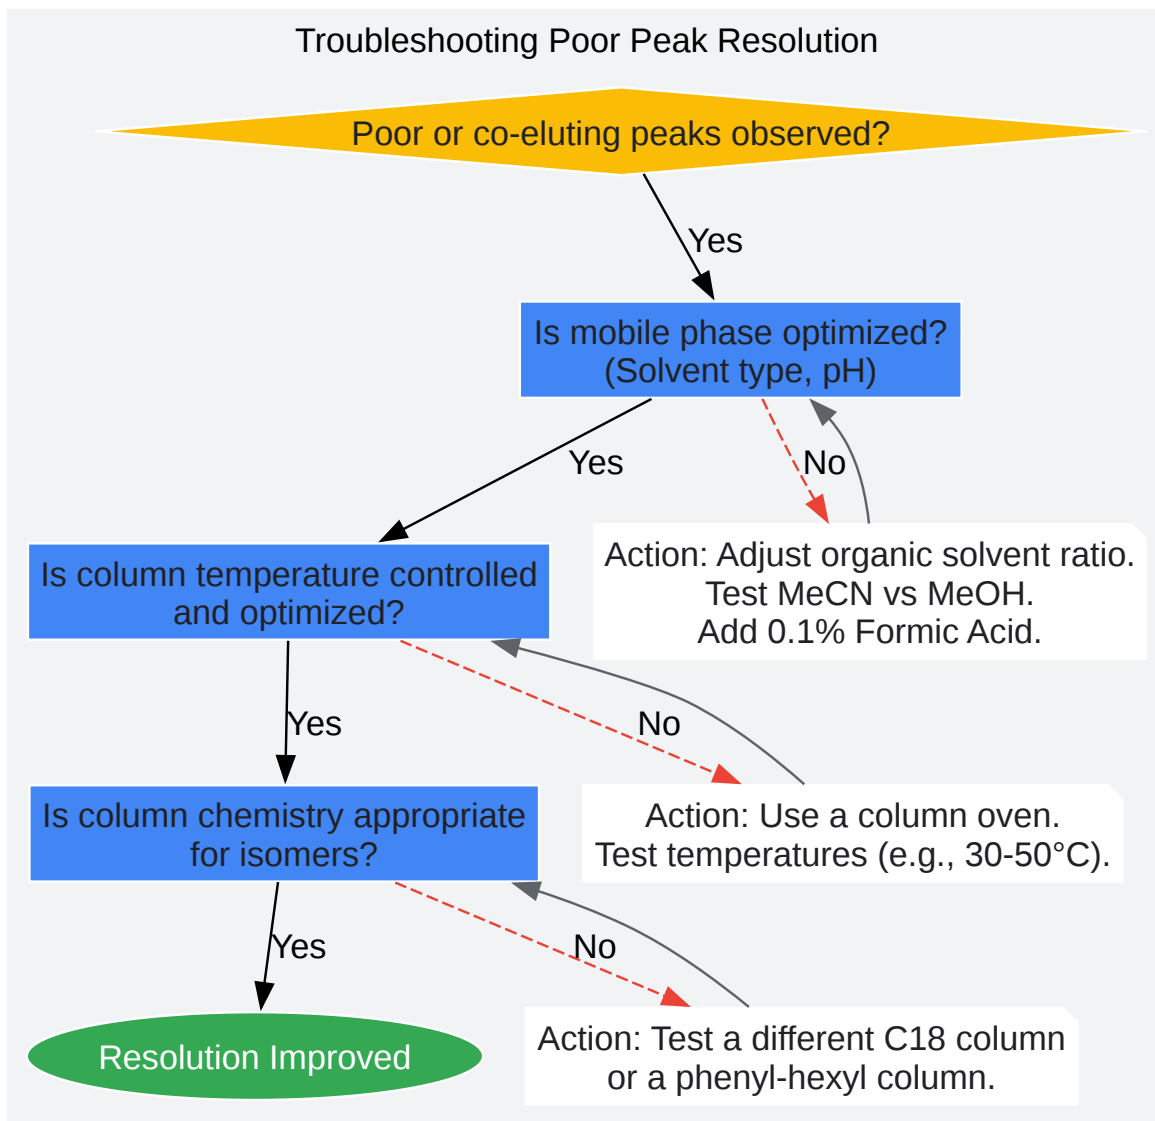 Troubleshooting Poor Peak Resolution
Poor or co-eluting peaks observed?
Yes
Is mobile phase optimized?
(Solvent type, pH)
Yes
No
Action: Adjust organic solvent ratio.
Test MeCN vs MeOH.
Add 0.1% Formic Acid.
Is column temperature controlled
and optimized?
Yes
No
Action: Use a column oven.
Test temperatures (e.g., 30-50°C).
Is column chemistry appropriate
for isomers?
Yes
No
Action: Test a different C18 column
or a phenyl-hexyl column.
Resolution Improved